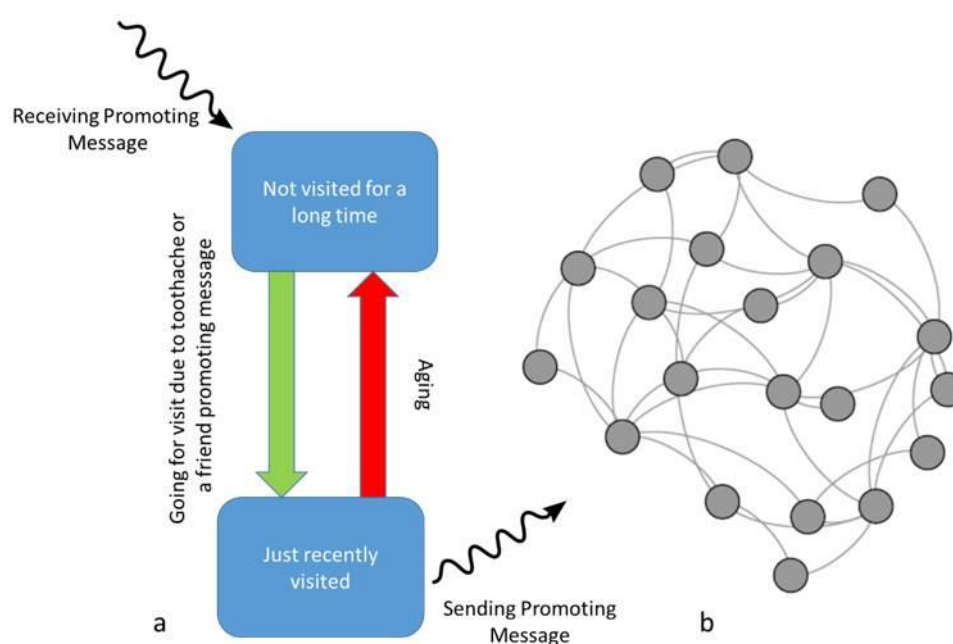 Receiving Promoting
Message
Not visited for a
long time
Going for visit due to toothache or
a friend promoting message
Aging
Just recently
visited
Sending Promoting
Message
a
b